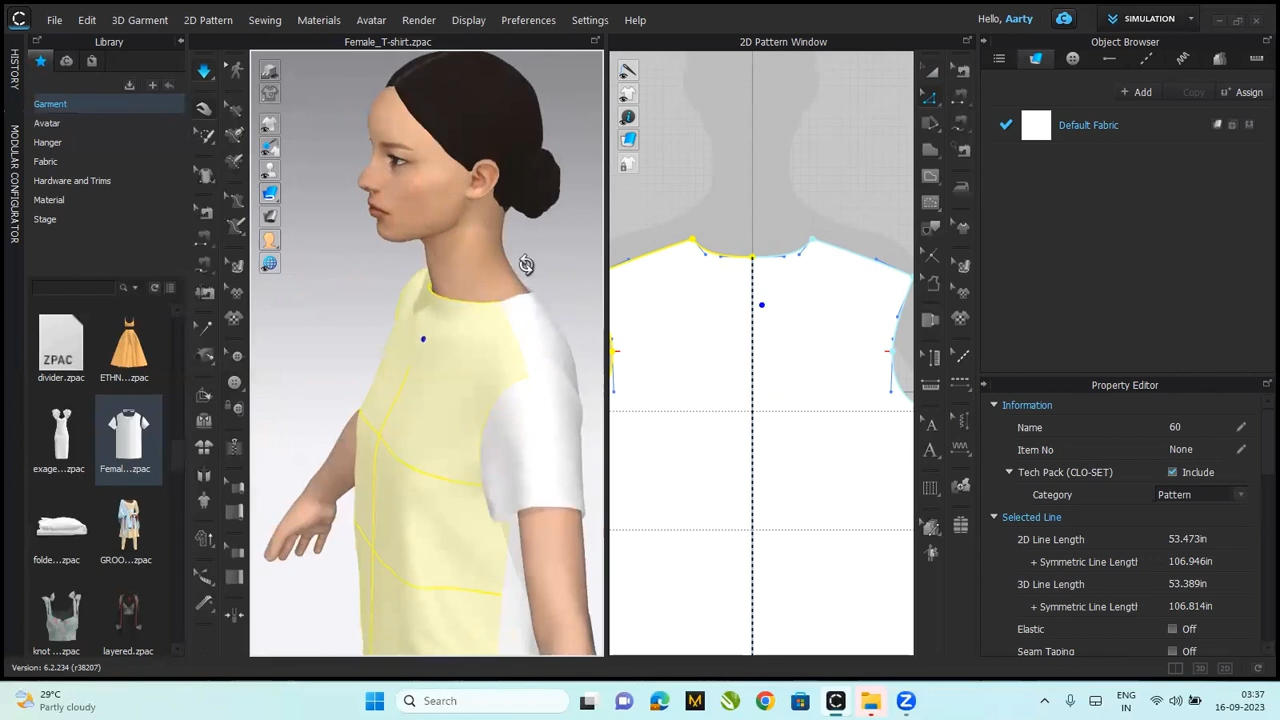 File Edit 3D Garment 2D Pattern Sewing Materials Avatar Render Display Preferences Settings Help Hello, Aarty SIMULATION
HISTORY
MODULAR CONFIGURATOR
Library
Garment
Avatar
Hanger
Fabric
Hardware and Trims
Material
Stage
ZPAC
divider.zpac
ETHN...zpac
exage...zpac
Femal...zpac
folde...zpac
GROO...zpac
knot ...zpac
layered.zpac
Version: 6.2.234 (r38207)
Female_T-shirt.zpac
2D Pattern Window
Object Browser
+ Add Copy Assign
Default Fabric
Property Editor
Information
Name 60
Item No None
Tech Pack (CLO-SET) Include
Category Pattern
Selected Line
2D Line Length 53.473in
+ Symmetric Line Length 106.946in
3D Line Length 53.389in
+ Symmetric Line Length 106.814in
Elastic Off
Seam Taping Off
3D 2D
29°C
Partly cloudy
Search
ENG
IN
03:37
16-09-2023